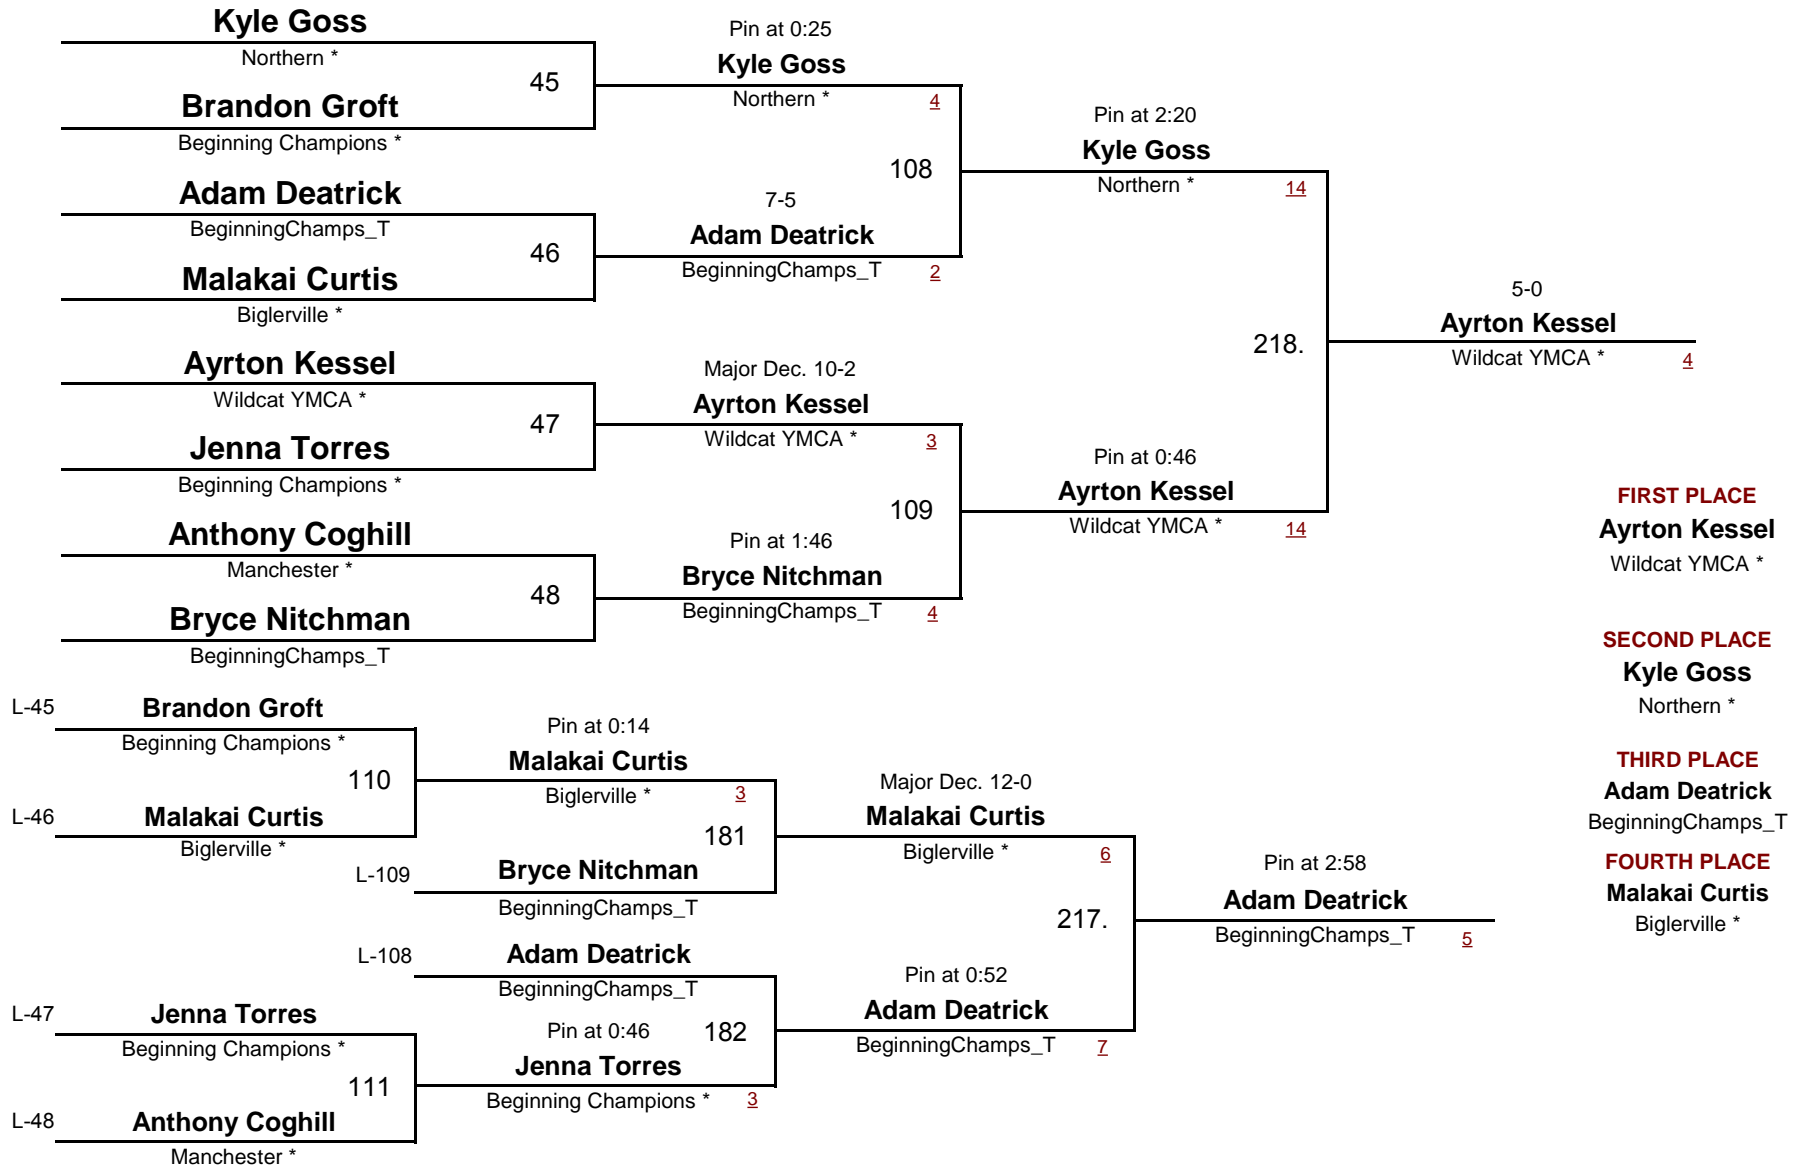 Kyle Goss
Northern *
45
Brandon Groft
Beginning Champions *
Adam Deatrick
BeginningChamps_T
46
Malakai Curtis
Biglerville *
Ayrton Kessel
Wildcat YMCA *
47
Jenna Torres
Beginning Champions *
Anthony Coghill
Manchester *
48
Bryce Nitchman
BeginningChamps_T
Pin at 0:25
Kyle Goss
Northern *
4
108
7-5
Adam Deatrick
BeginningChamps_T
2
Major Dec. 10-2
Ayrton Kessel
Wildcat YMCA *
3
109
Pin at 1:46
Bryce Nitchman
BeginningChamps_T
4
Pin at 2:20
Kyle Goss
Northern *
14
218.
Pin at 0:46
Ayrton Kessel
Wildcat YMCA *
14
5-0
Ayrton Kessel
Wildcat YMCA *
4
FIRST PLACE
Ayrton Kessel
Wildcat YMCA *
SECOND PLACE
Kyle Goss
Northern *
THIRD PLACE
Adam Deatrick
BeginningChamps_T
FOURTH PLACE
Malakai Curtis
Biglerville *
L-45
Brandon Groft
Beginning Champions *
110
L-46
Malakai Curtis
Biglerville *
L-47
Jenna Torres
Beginning Champions *
111
L-48
Anthony Coghill
Manchester *
Pin at 0:14
Malakai Curtis
Biglerville *
3
181
L-109
Bryce Nitchman
BeginningChamps_T
L-108
Adam Deatrick
BeginningChamps_T
182
Pin at 0:46
Jenna Torres
Beginning Champions *
3
Major Dec. 12-0
Malakai Curtis
Biglerville *
6
217.
Pin at 0:52
Adam Deatrick
BeginningChamps_T
7
Pin at 2:58
Adam Deatrick
BeginningChamps_T
5